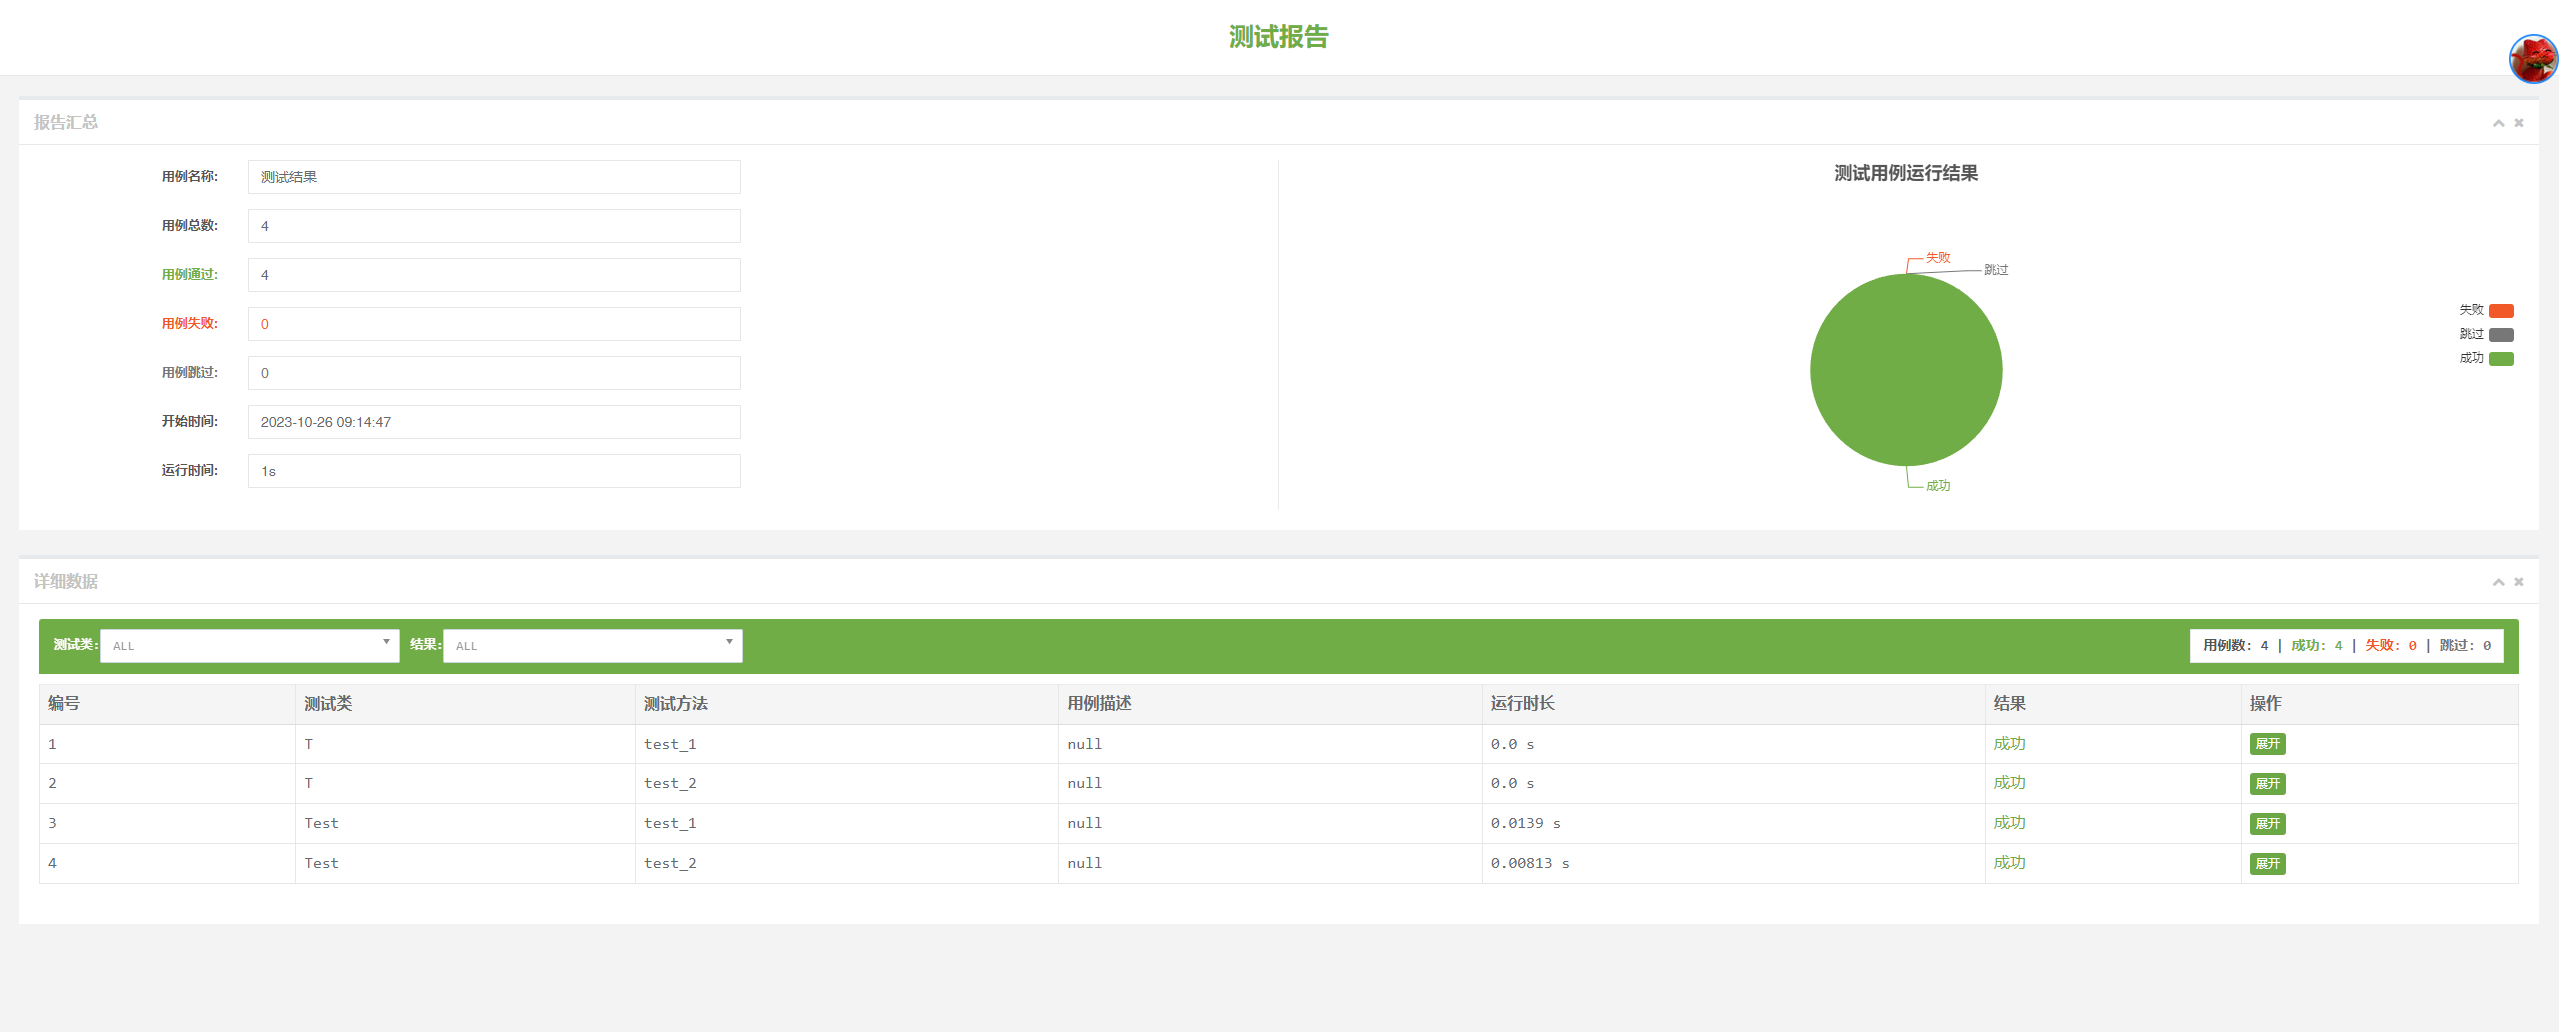 测试报告
报告汇总
用例名称: 测试结果
用例总数: 4
用例通过: 4
用例失败: 0
用例跳过: 0
开始时间: 2023-10-26 09:14:47
运行时间: 1s
测试用例运行结果
失败
跳过
成功
失败
跳过
成功
详细数据
测试类: ALL 结果: ALL 用例数: 4 | 成功: 4 | 失败: 0 | 跳过: 0
编号 测试类 测试方法 用例描述 运行时长 结果 操作
1 T test_1 null 0.0 s 成功 展开
2 T test_2 null 0.0 s 成功 展开
3 Test test_1 null 0.0139 s 成功 展开
4 Test test_2 null 0.00813 s 成功 展开